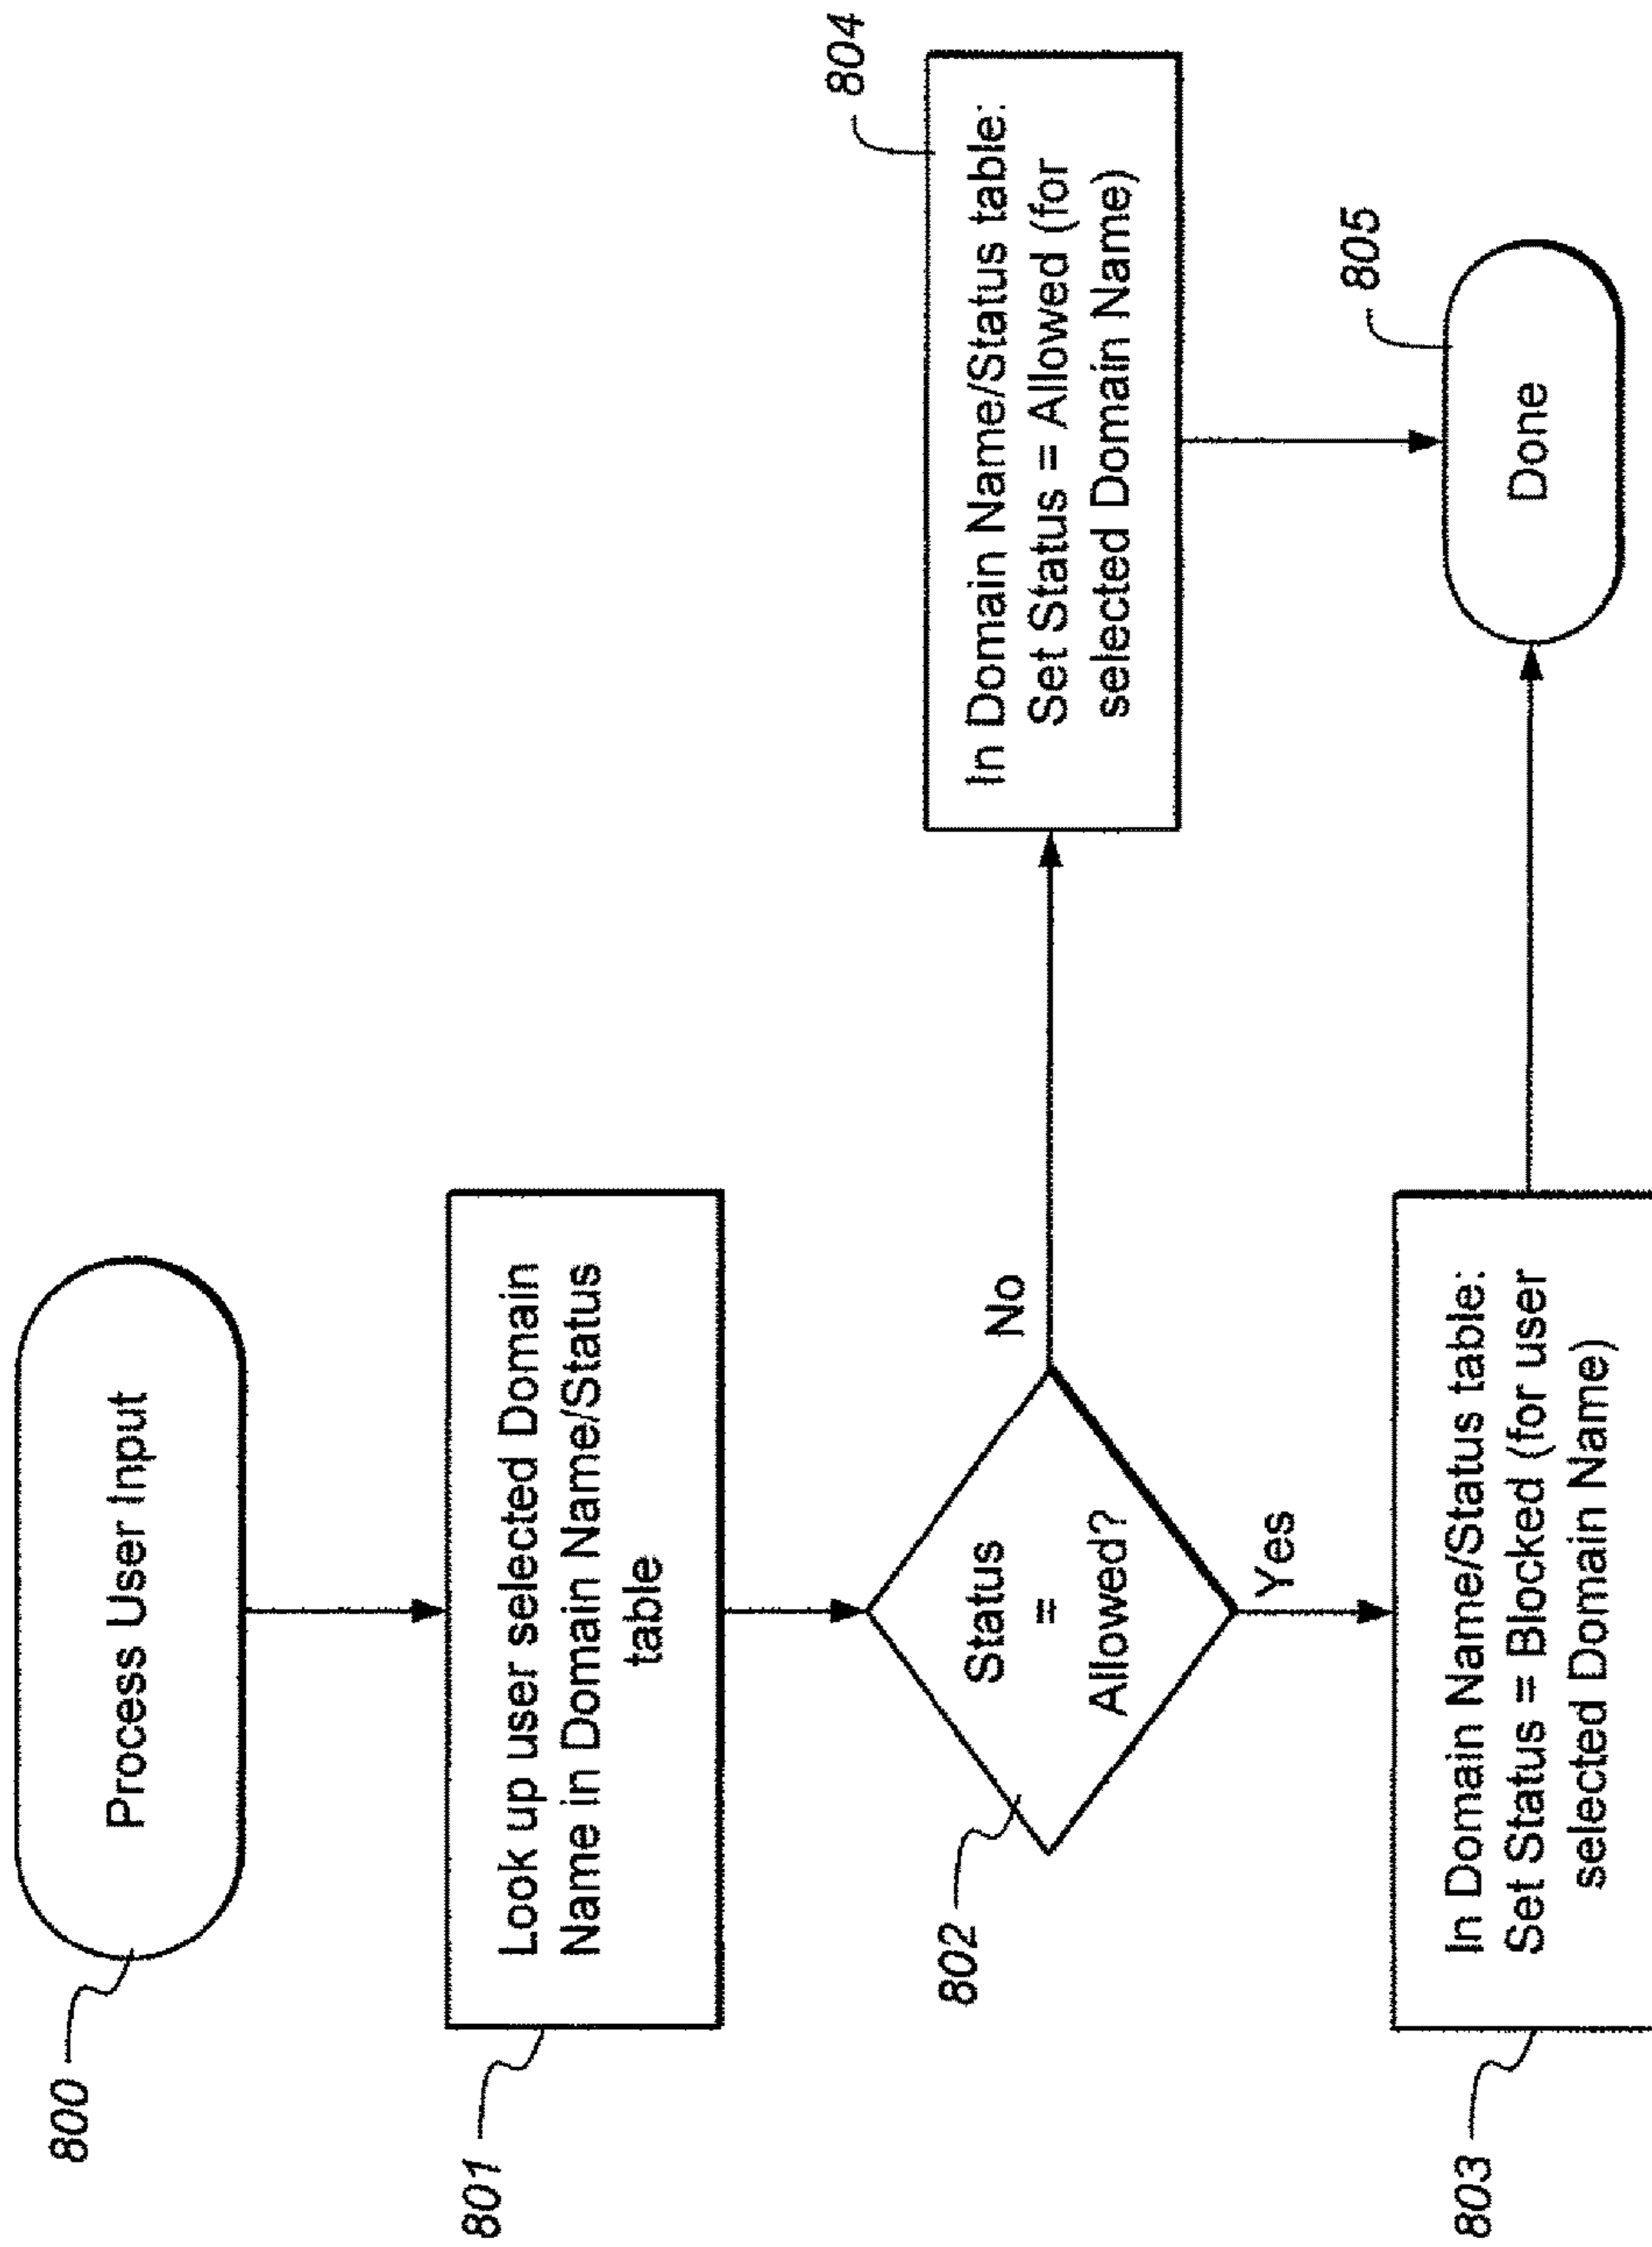 800
Process User Input
801
Look up user selected Domain
Name in Domain Name/Status
table
802
Status
=
Allowed?
No
Yes
804
In Domain Name/Status table:
Set Status = Allowed (for
selected Domain Name)
803
In Domain Name/Status table:
Set Status = Blocked (for user
selected Domain Name)
805
Done